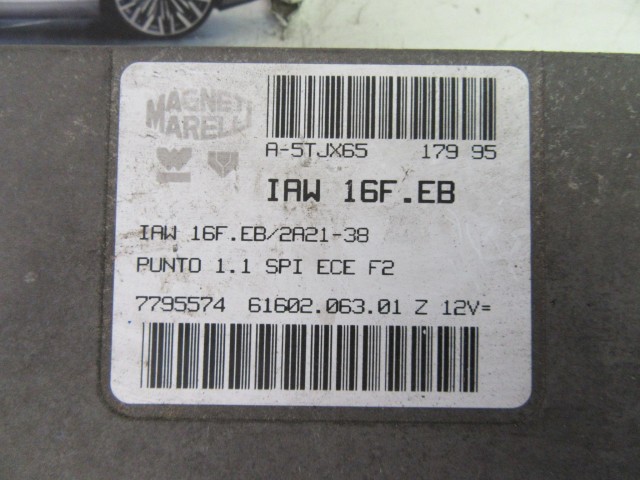 MAGNETI
MARELLI
A-5TJX65 179 95
IAW 16F.EB
IAW 16F.EB/2A21-38
PUNTO 1.1 SPI ECE F2
7795574 61602.063.01 Z 12V=